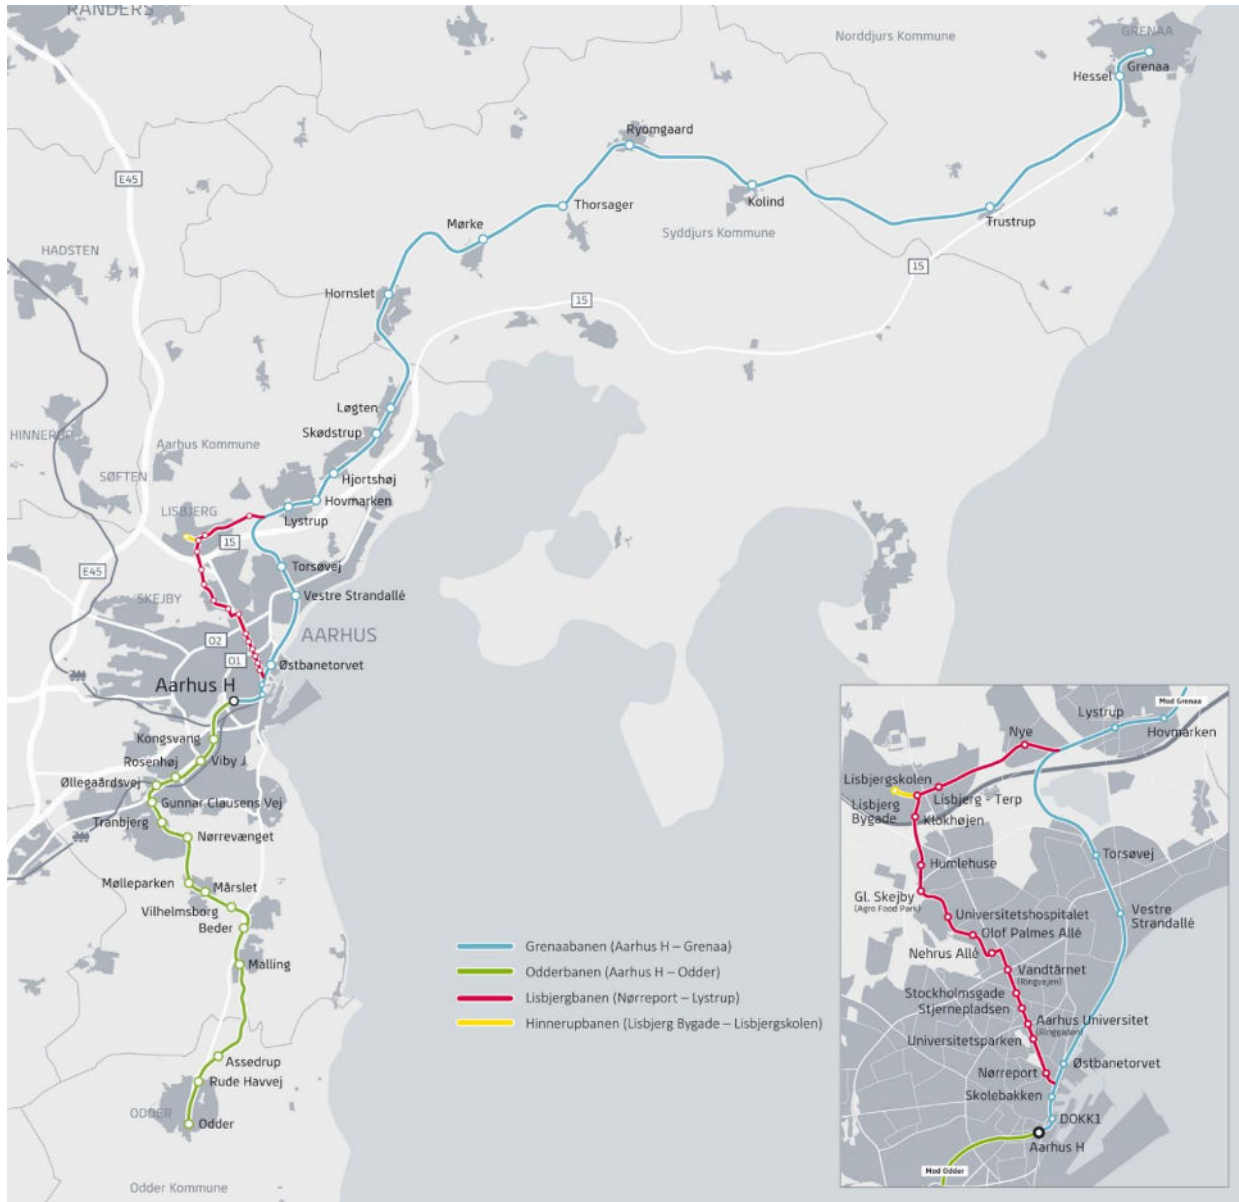 RANDERS
Norddjurs Kommune
GRENAA
Grenaa
Hessel
Ryomgaard
E45
Kolind
Thorsager
Trustrup
Mørke
Syddjurs Kommune
HADSTEN
15
Hornslet
15
Løgten
Skødstrup
HINNERUP
Aarhus Kommune
SØFTEN
Hjortshøj
Hovmarken
LISBJERG
Lystrup
15
Torsøvej
E45
Vestre Strandallé
SKEJBY
AARHUS
02
01
Østbanetorvet
Aarhus H
Kongsvang
Rosenhøj
Viby J
Øllegaårdsvej
Gunnar Clausens Vej
Tranbjerg
Nørrevænget
Mølleparken
Mårslet
Vilhelmsborg
Beder
Malling
Assedrup
Rude Havvej
ODDER
Odder
Odder Kommune
Grenaabanen (Aarhus H – Grenaa)
Odderbanen (Aarhus H – Odder)
Lisbjergbanen (Nørreport – Lystrup)
Hinnerupbanen (Lisbjerg Bygade – Lisbjergskolen)
Mod Grenaa
Lystrup
Nye
Hovmarken
Lisbjergskolen
Lisbjerg - Terp
Lisbjerg
Bygade
Klokhøjen
Torsøvej
Humlehuse
Gl. Skejby
(Agro Food Park)
Universitetshospitalet
Vestre
Strandallé
Olof Palmes Allé
Nehrus Allé
Vandtårnet
(Ringvejen)
Stockholmsgade
Stjernepladsen
Aarhus Universitet
(Ringgaden)
Universitetsparken
Østbanetorvet
Nørreport
Skolebakken
DOKK1
Aarhus H
Mod Odder